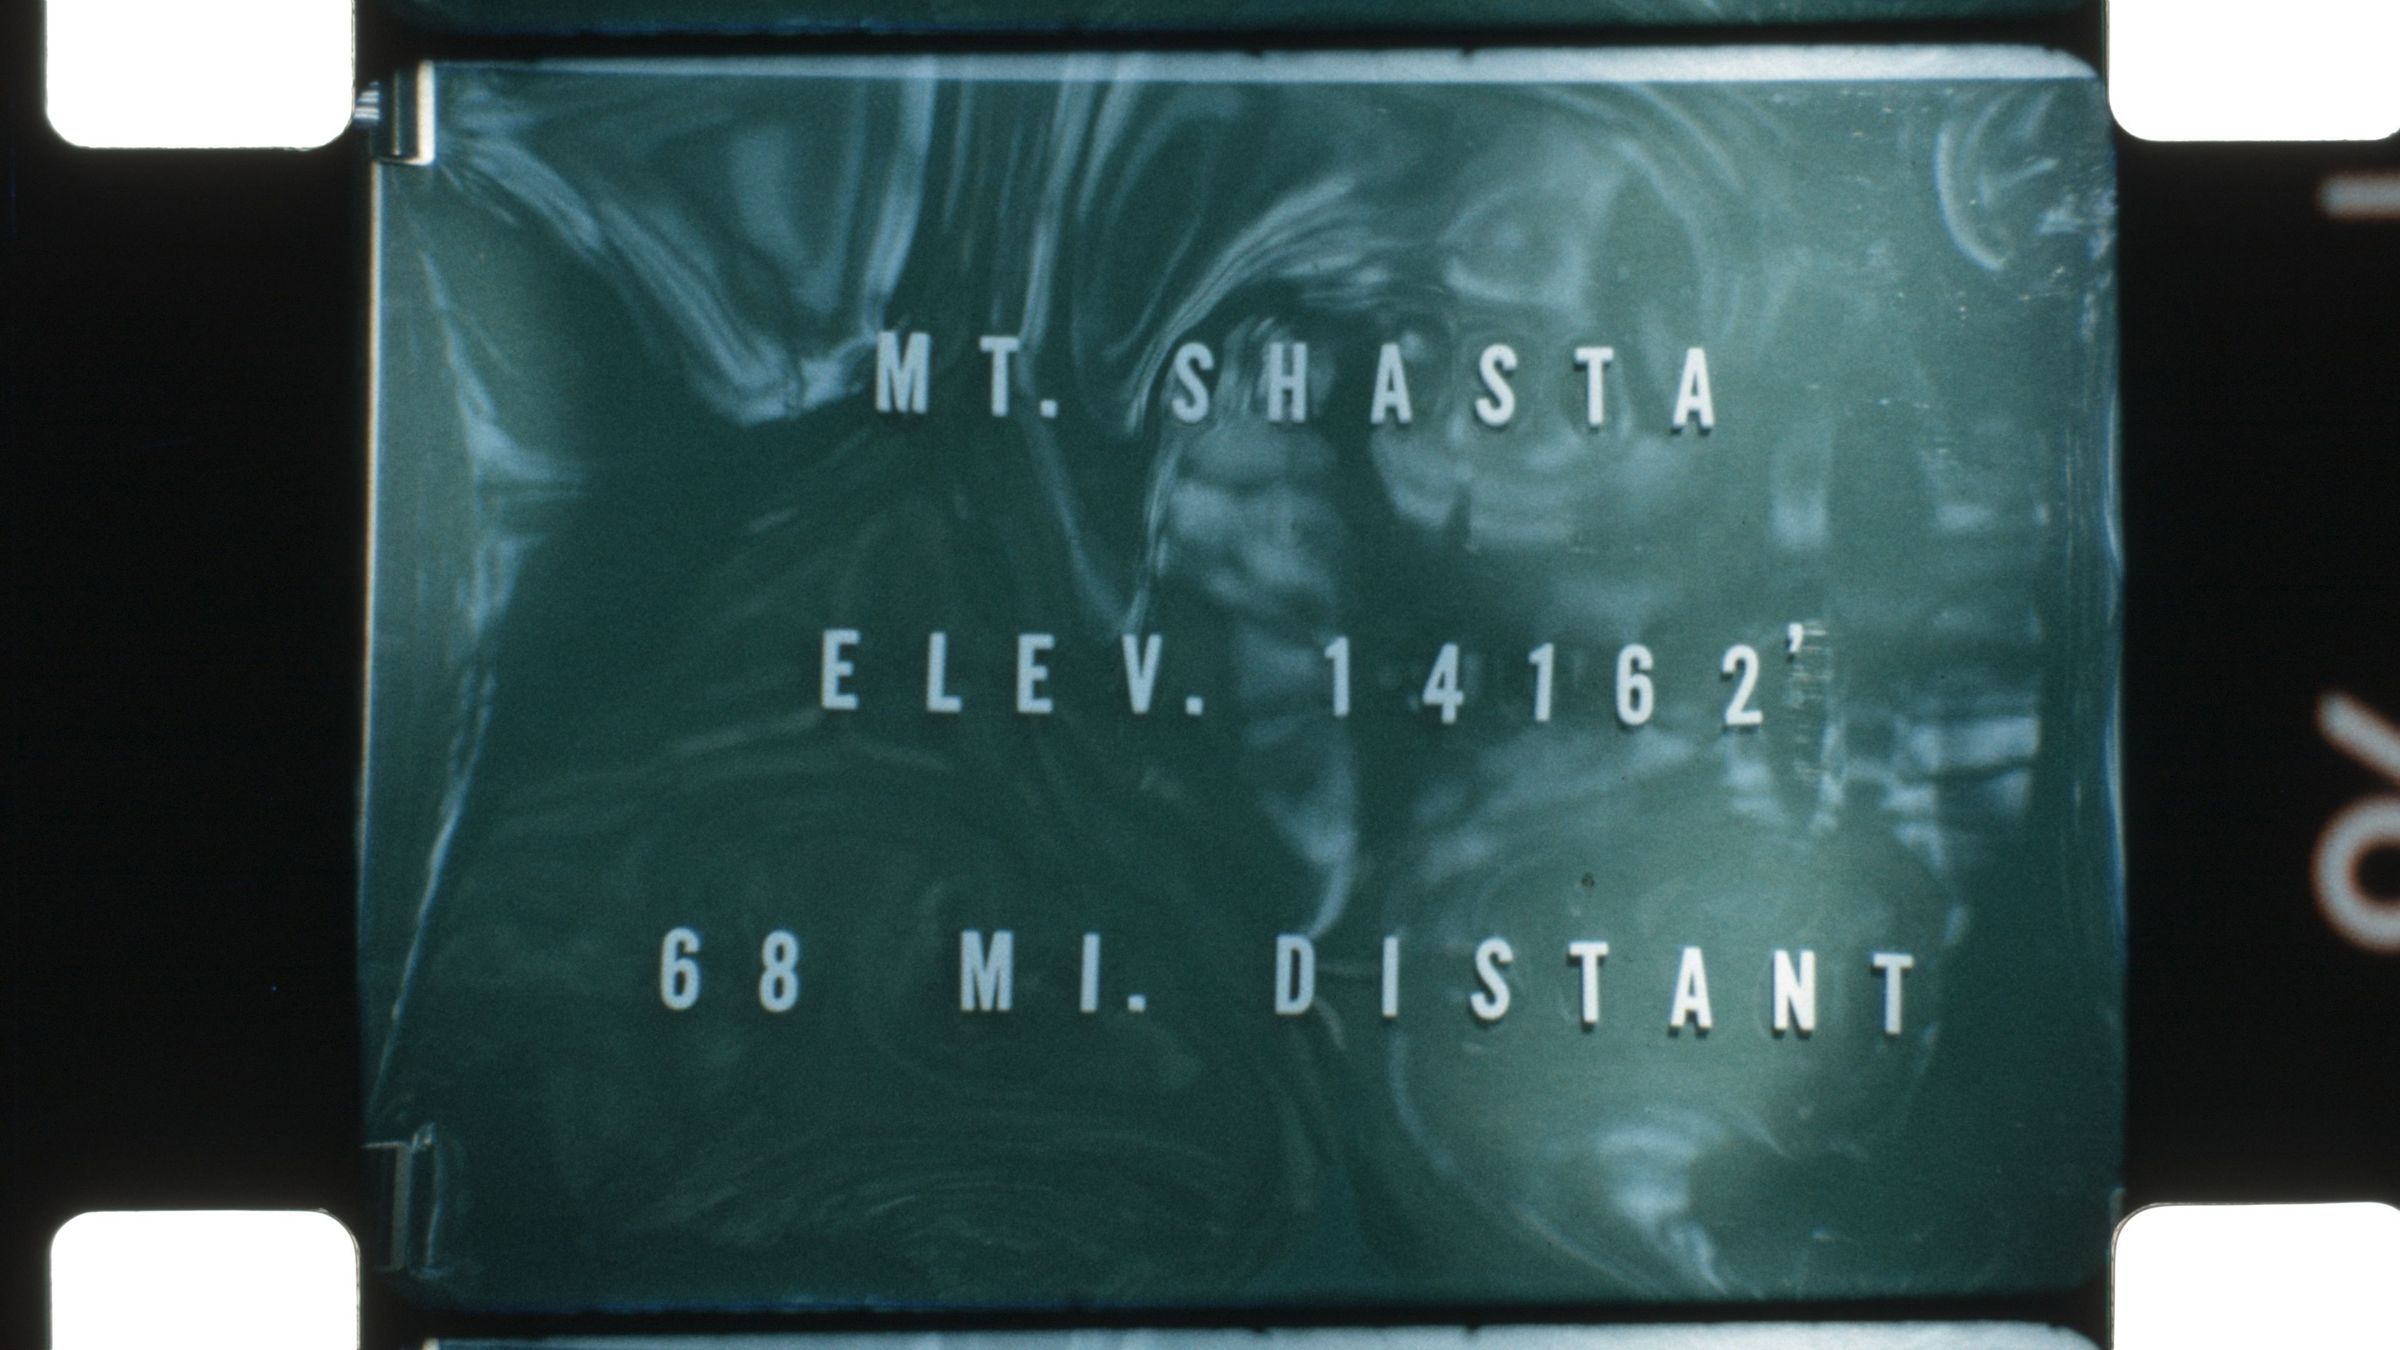 MT. SHASTA
ELEV. 14162'
68 MI. DISTANT